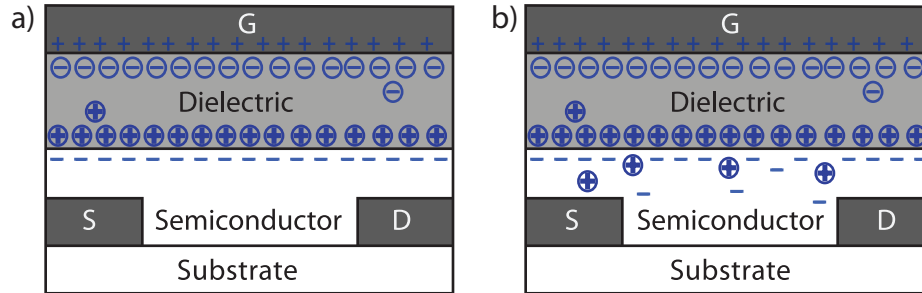 a)
G
Dielectric
S
Semiconductor
D
Substrate
b)
G
Dielectric
S
Semiconductor
D
Substrate